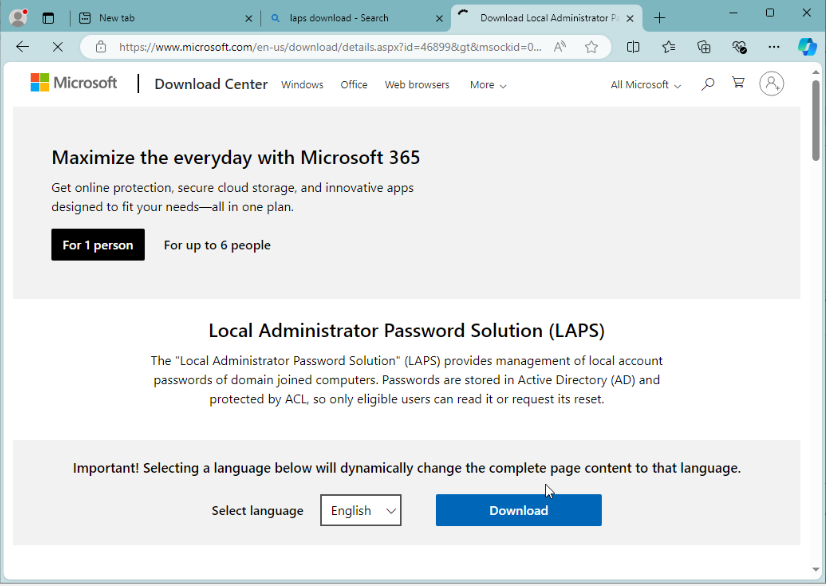 New tab
laps download - Search
Download Local Administrator Pa
https://www.microsoft.com/en-us/download/details.aspx?id=46899&gt&msockid=0...
Microsoft
Download Center
Windows
Office
Web browsers
More
All Microsoft
Maximize the everyday with Microsoft 365
Get online protection, secure cloud storage, and innovative apps
designed to fit your needs—all in one plan.
For 1 person
For up to 6 people
Local Administrator Password Solution (LAPS)
The "Local Administrator Password Solution" (LAPS) provides management of local account
passwords of domain joined computers. Passwords are stored in Active Directory (AD) and
protected by ACL, so only eligible users can read it or request its reset.
Important! Selecting a language below will dynamically change the complete page content to that language.
Select language
English
Download